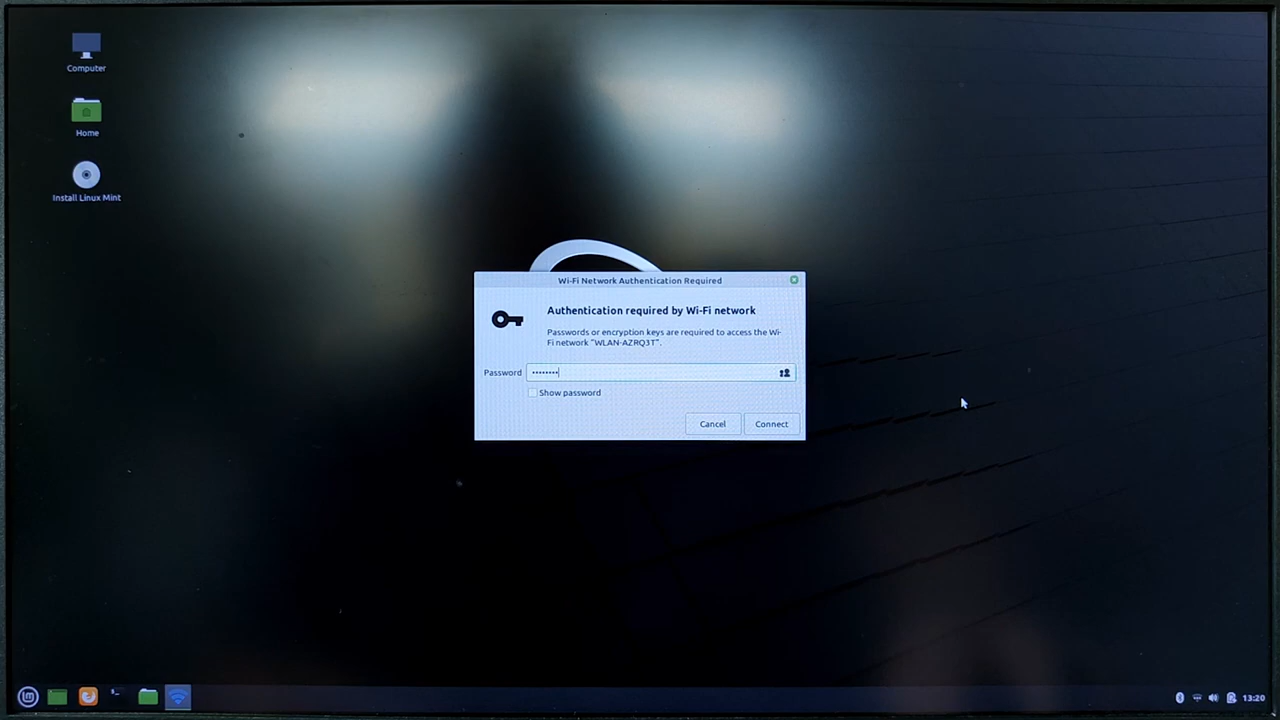 Computer
Home
Install Linux Mint
Wi-Fi Network Authentication Required
Authentication required by Wi-Fi network
Passwords or encryption keys are required to access the Wi-
Fi network "WLAN-AZRQ3T".
Password ••••••••
Show password
Cancel Connect
13:20